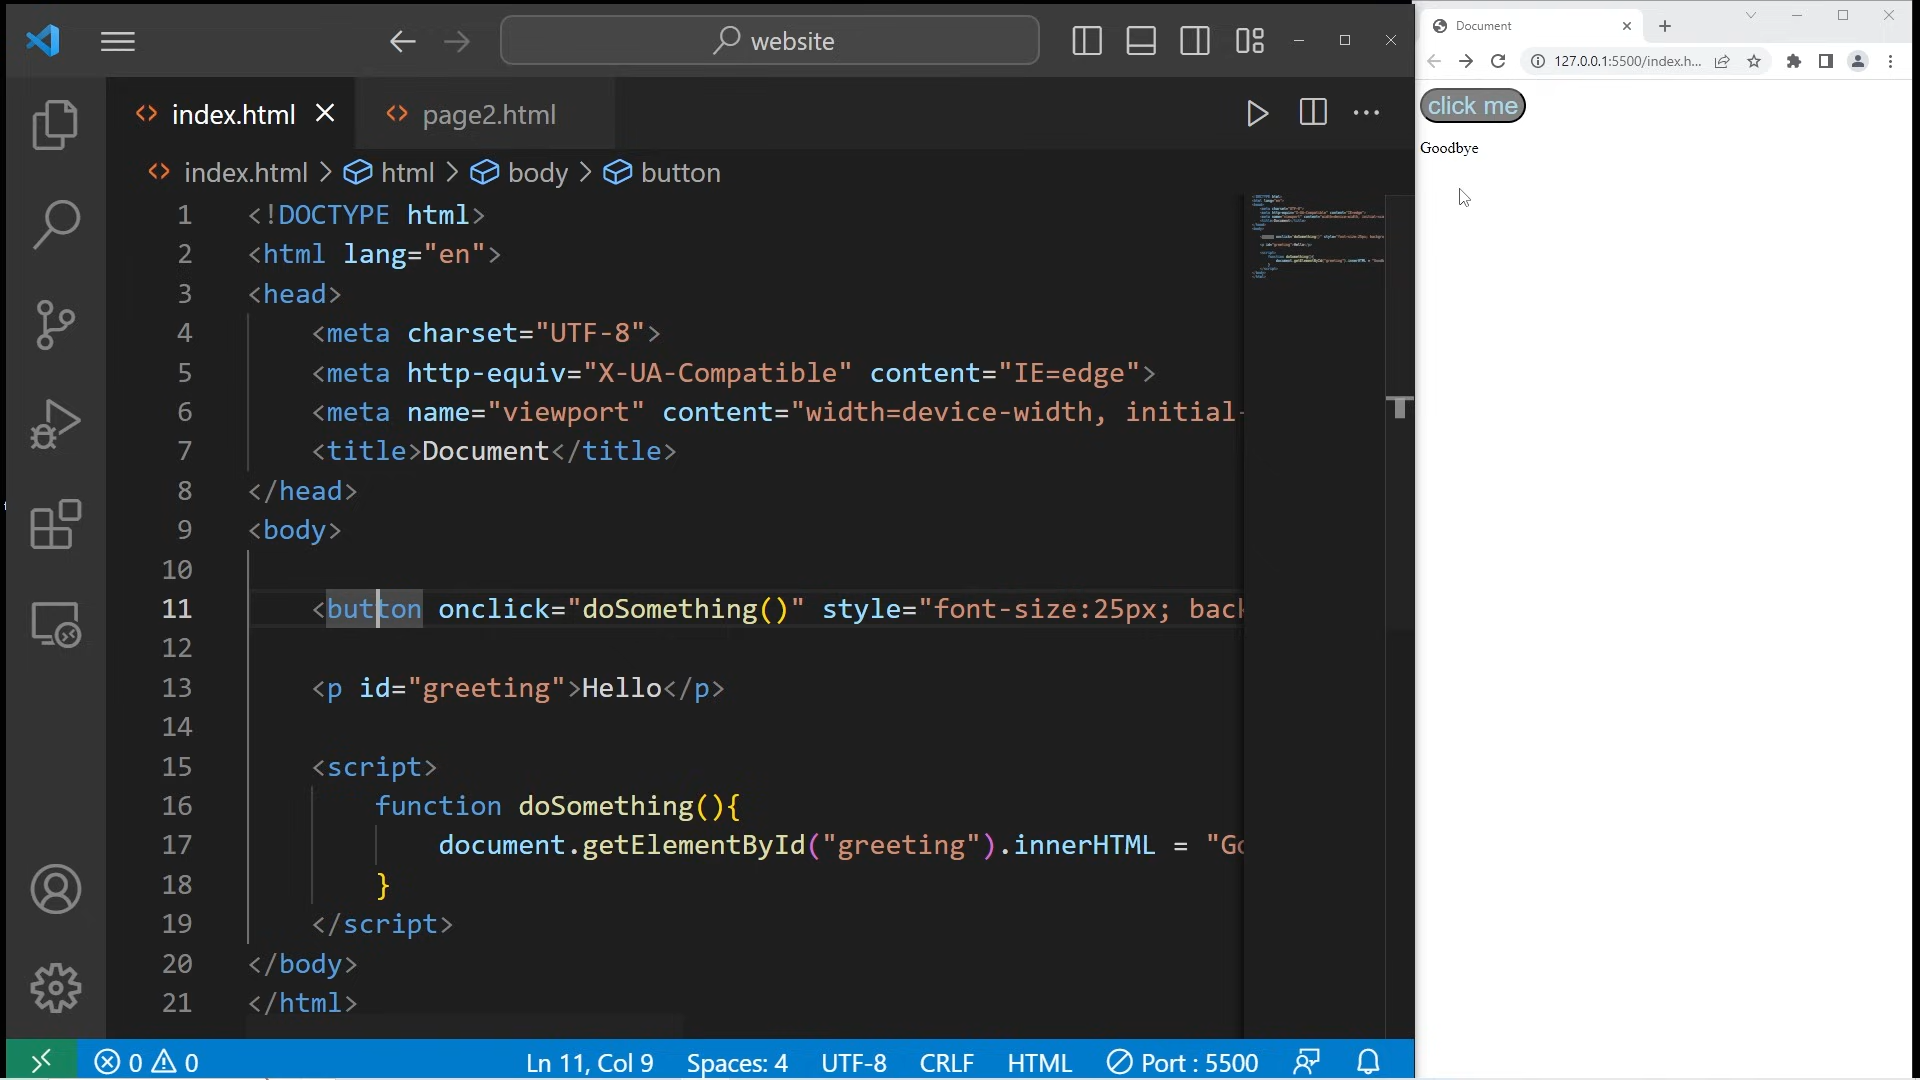 website
index.html
page2.html
index.html > html > body > button
1 <!DOCTYPE html>
2 <html lang="en">
3 <head>
4 <meta charset="UTF-8">
5 <meta http-equiv="X-UA-Compatible" content="IE=edge">
6 <meta name="viewport" content="width=device-width, initial-
7 <title>Document</title>
8 </head>
9 <body>
10
11 <button onclick="doSomething()" style="font-size:25px; back
12
13 <p id="greeting">Hello</p>
14
15 <script>
16 function doSomething(){
17 document.getElementById("greeting").innerHTML = "Go
18 }
19 </script>
20 </body>
21 </html>
0 0
Ln 11, Col 9 Spaces: 4 UTF-8 CRLF HTML Port : 5500
Document
127.0.0.1:5500/index.h...
click me
Goodbye